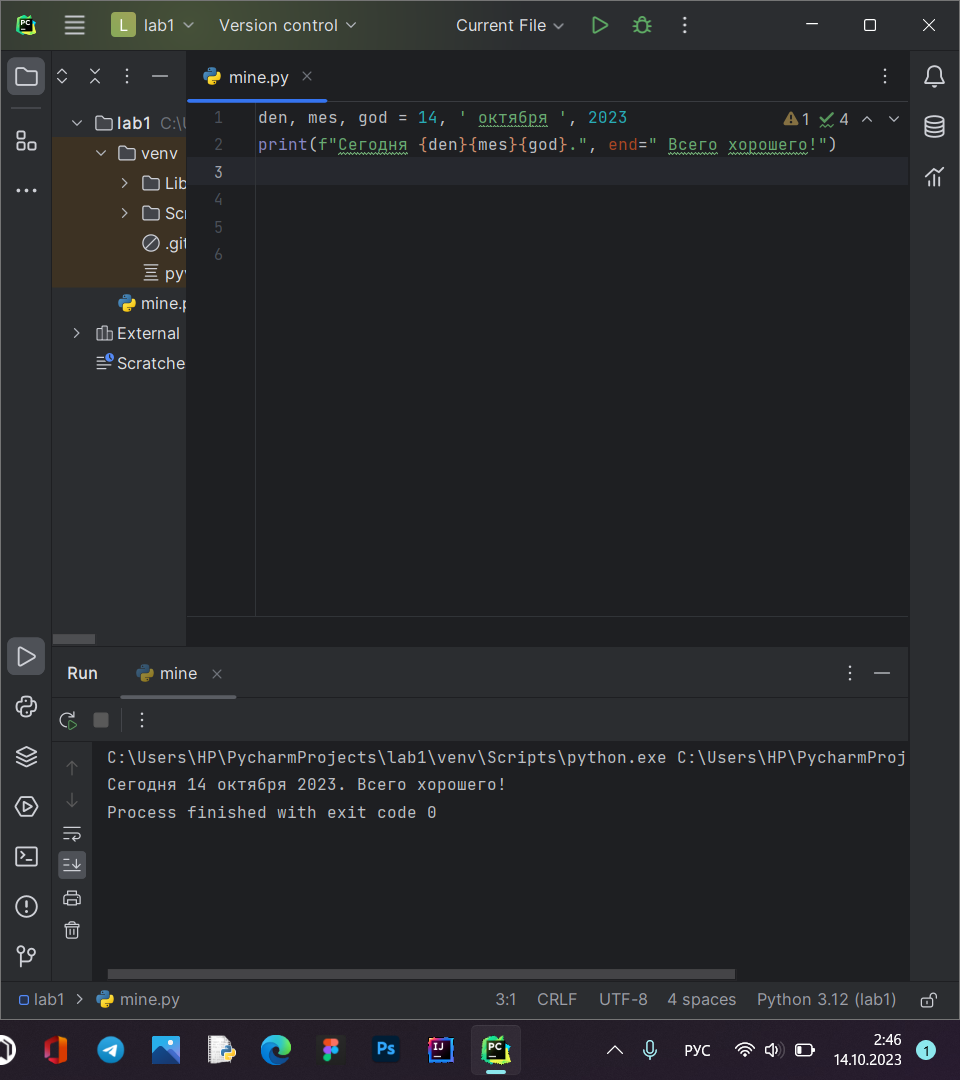 L lab1 Version control Current File
mine.py
lab1 C:\U
venv
Lib
Scr
.git
pyv
mine.p
External
Scratche
1 den, mes, god = 14, ' октября ', 2023
1 4
2 print(f"Сегодня {den}{mes}{god}.", end=" Всего хорошего!")
3
4
5
6
Run mine
C:\Users\HP\PycharmProjects\lab1\venv\Scripts\python.exe C:\Users\HP\PycharmProj
Сегодня 14 октября 2023. Всего хорошего!
Process finished with exit code 0
lab1 > mine.py 3:1 CRLF UTF-8 4 spaces Python 3.12 (lab1)
Ps IJ PC РУС 2:46
14.10.2023 1